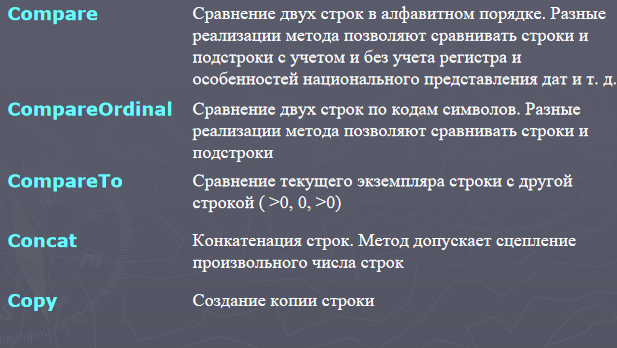 Compare Сравнение двух строк в алфавитном порядке. Разные
реализации метода позволяют сравнивать строки и
подстроки с учетом и без учета регистра и
особенностей национального представления дат и т. д.
CompareOrdinal Сравнение двух строк по кодам символов. Разные
реализации метода позволяют сравнивать строки и
подстроки
CompareTo Сравнение текущего экземпляра строки с другой
строкой ( >0, 0, >0)
Concat Конкатенация строк. Метод допускает сцепление
произвольного числа строк
Copy Создание копии строки